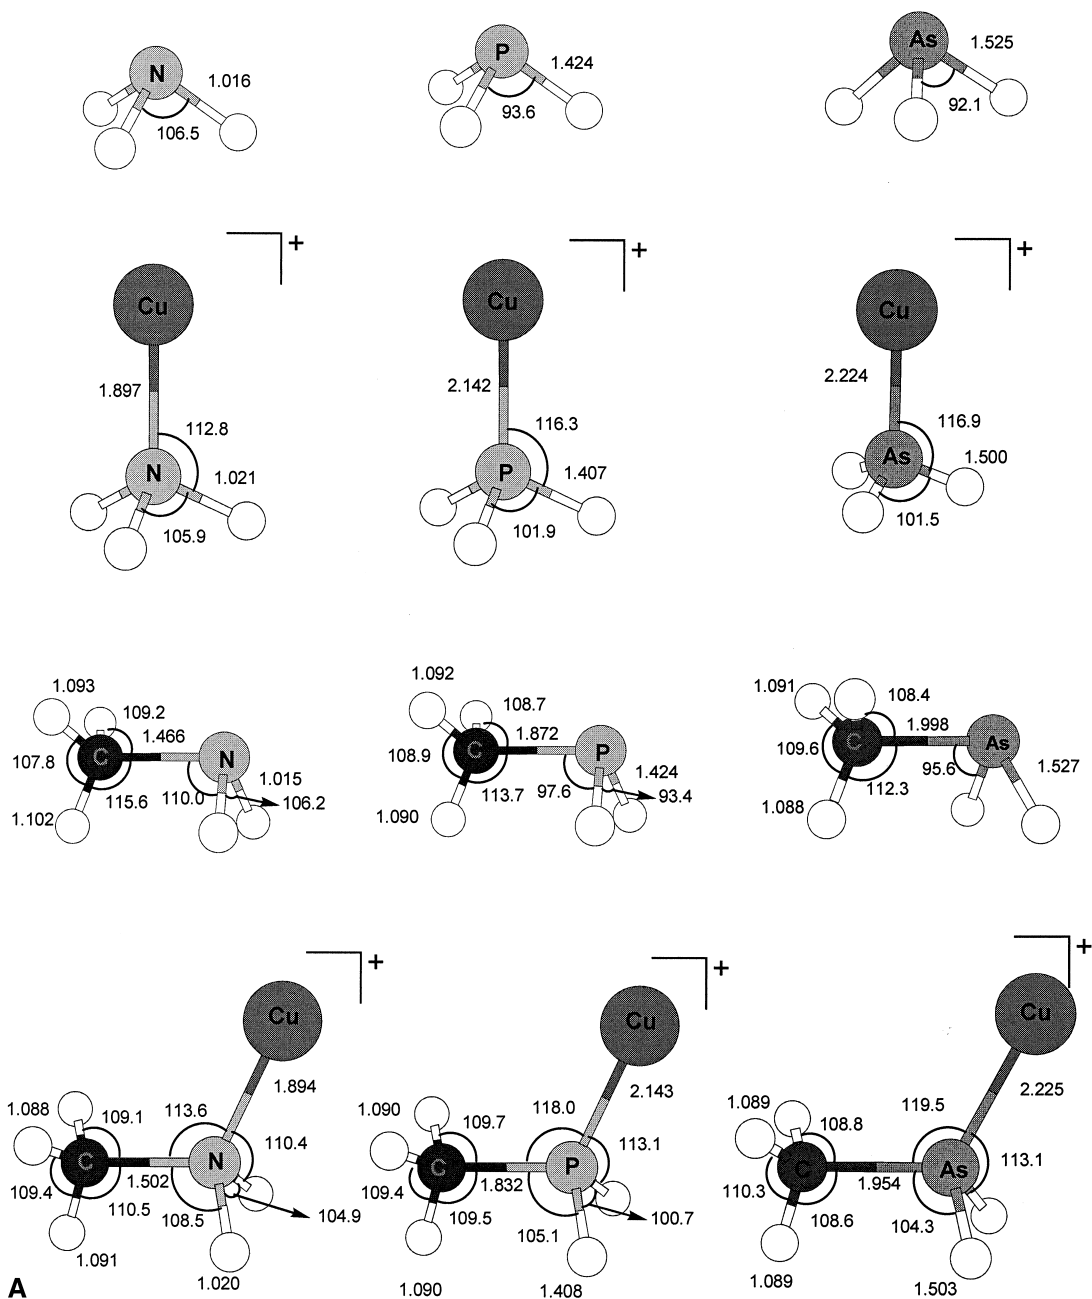 N 1.016 106.5
P 1.424 93.6
As 1.525 92.1
+ Cu 1.897 112.8 N 1.021 105.9
+ Cu 2.142 116.3 P 1.407 101.9
+ Cu 2.224 116.9 As 1.500 101.5
1.093 109.2 1.466 107.8 C N 1.015 110.0 106.2 115.6 1.102
1.092 108.7 1.872 108.9 C P 1.424 97.6 93.4 113.7 1.090
1.091 108.4 1.998 109.6 C As 95.6 1.527 1.088 112.3
+ Cu 1.894 1.088 109.1 113.6 110.4 C N 109.4 1.502 110.5 108.5 104.9 1.091 1.020
+ Cu 2.143 1.090 109.7 118.0 113.1 C P 109.4 1.832 109.5 105.1 100.7 1.090 1.408
+ Cu 2.225 1.089 108.8 119.5 113.1 C As 110.3 1.954 108.6 104.3 1.089 1.503
A